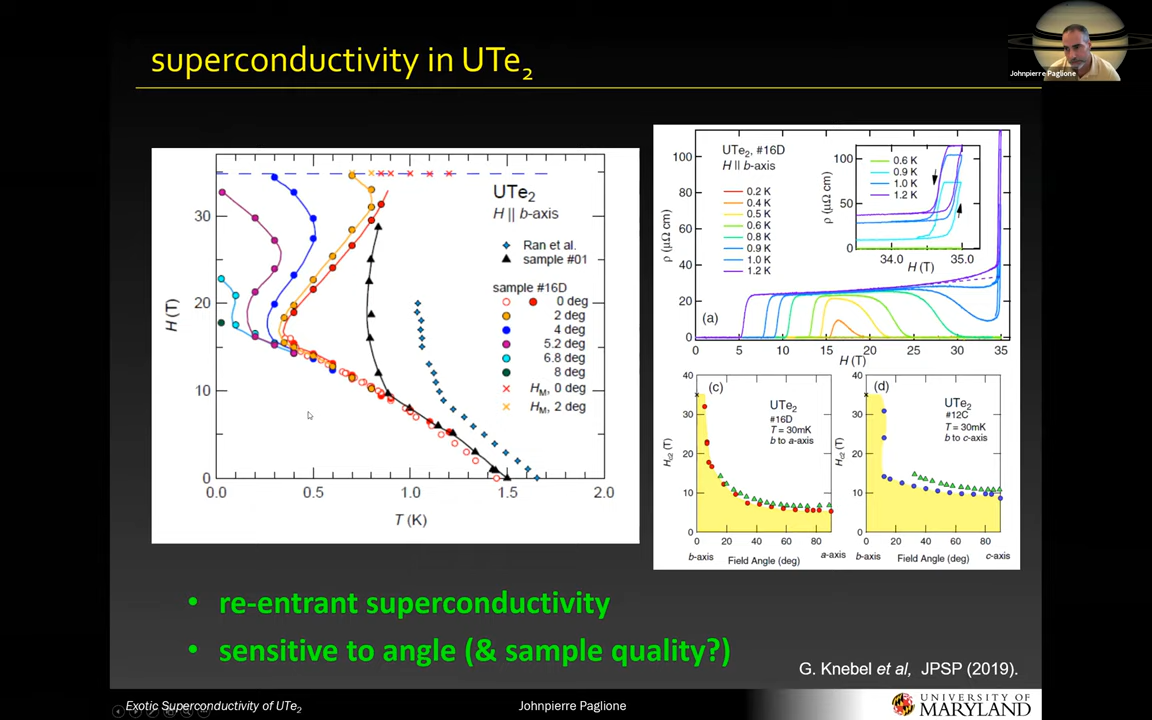 superconductivity in UTe₂
Johnpierre Paglione
UTe₂
H || b-axis
Ran et al.
sample #01
sample #16D
0 deg
2 deg
4 deg
5.2 deg
6.8 deg
8 deg
H_M, 0 deg
H_M, 2 deg
30
20
10
0
H (T)
0.0 0.5 1.0 1.5 2.0
T (K)
UTe₂, #16D
H || b-axis
0.2 K
0.4 K
0.5 K
0.6 K
0.8 K
0.9 K
1.0 K
1.2 K
100
80
60
40
20
0
ρ (μΩ cm)
(a)
0 5 10 15 20 25 30 35
H (T)
0.6 K
0.9 K
1.0 K
1.2 K
100
50
0
ρ (μΩ cm)
34.0 35.0
H (T)
(c)
UTe₂
#16D
T = 30mK
b to a-axis
40
30
20
10
0
H_c2 (T)
0 20 40 60 80
b-axis Field Angle (deg) a-axis
(d)
UTe₂
#12C
T = 30mK
b to c-axis
40
30
20
10
0
H_c2 (T)
0 20 40 60 80
b-axis Field Angle (deg) c-axis
• re-entrant superconductivity
• sensitive to angle (& sample quality?)
G. Knebel et al, JPSP (2019).
Exotic Superconductivity of UTe₂
Johnpierre Paglione
UNIVERSITY OF
MARYLAND